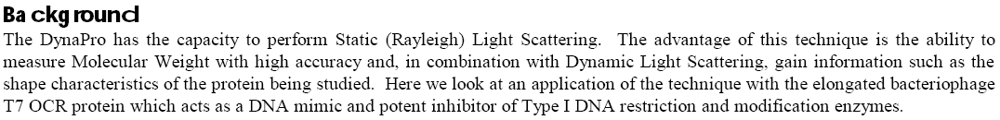 Background
The DynaPro has the capacity to perform Static (Rayleigh) Light Scattering. The advantage of this technique is the ability to
measure Molecular Weight with high accuracy and, in combination with Dynamic Light Scattering, gain information such as the
shape characteristics of the protein being studied. Here we look at an application of the technique with the elongated bacteriophage
T7 OCR protein which acts as a DNA mimic and potent inhibitor of Type I DNA restriction and modification enzymes.